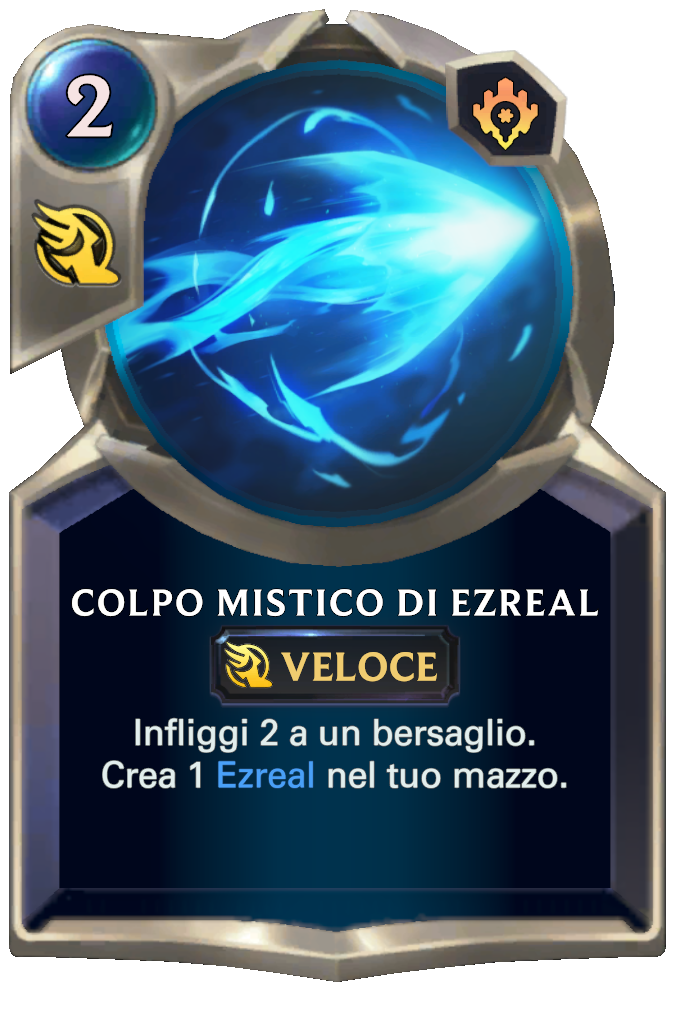 2
COLPO MISTICO DI EZREAL
VELOCE
Infliggi 2 a un bersaglio.
Crea 1 Ezreal nel tuo mazzo.